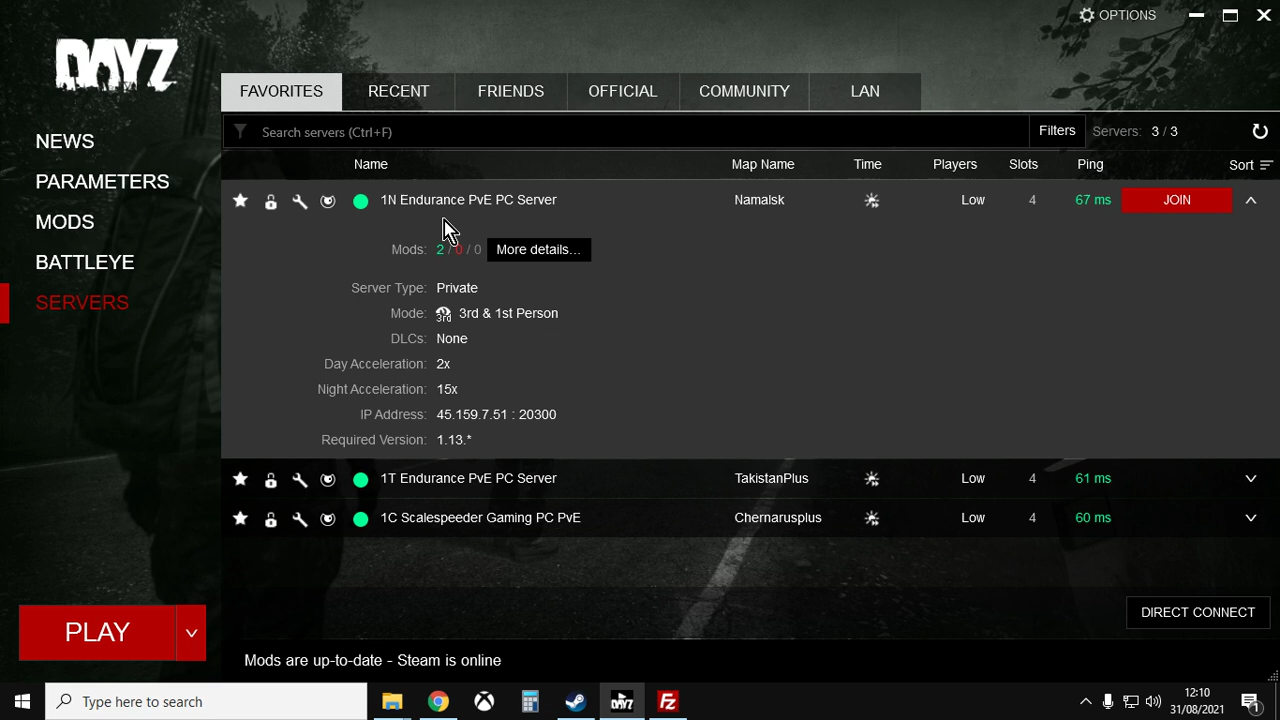 OPTIONS
DAYZ
FAVORITES RECENT FRIENDS OFFICIAL COMMUNITY LAN
NEWS
PARAMETERS
MODS
BATTLEYE
SERVERS
Search servers (Ctrl+F) Filters Servers: 3 / 3
Name Map Name Time Players Slots Ping Sort
1N Endurance PvE PC Server Namalsk Low 4 67 ms JOIN
Mods: 2 / 0 / 0 More details...
Server Type: Private
Mode: 3rd 3rd & 1st Person
DLCs: None
Day Acceleration: 2x
Night Acceleration: 15x
IP Address: 45.159.7.51 : 20300
Required Version: 1.13.*
1T Endurance PvE PC Server TakistanPlus Low 4 61 ms
1C Scalespeeder Gaming PC PvE Chernarusplus Low 4 60 ms
PLAY
DIRECT CONNECT
Mods are up-to-date - Steam is online
Type here to search
DAYZ
Fz
12:10
31/08/2021
1